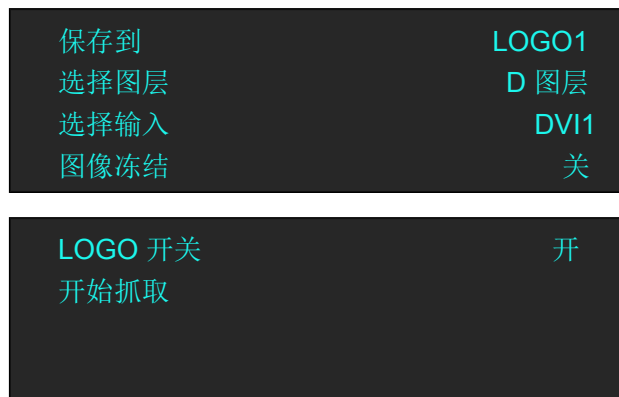 保存到 LOGO1
选择图层 D 图层
选择输入 DVI1
图像冻结 关
LOGO 开关 开
开始抓取